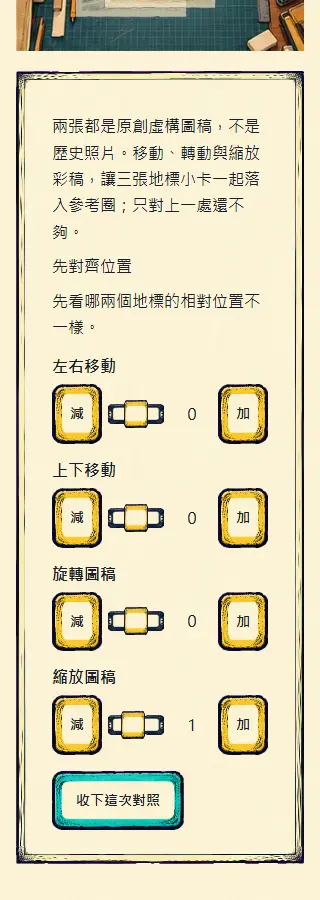 兩張都是原創虛構圖稿，不是
歷史照片。移動、轉動與縮放
彩稿，讓三張地標小卡一起落
入參考圈；只對上一處還不
夠。
先對齊位置
先看哪兩個地標的相對位置不
一樣。
左右移動
減 0 加
上下移動
減 0 加
旋轉圖稿
減 0 加
縮放圖稿
減 1 加
收下這次對照